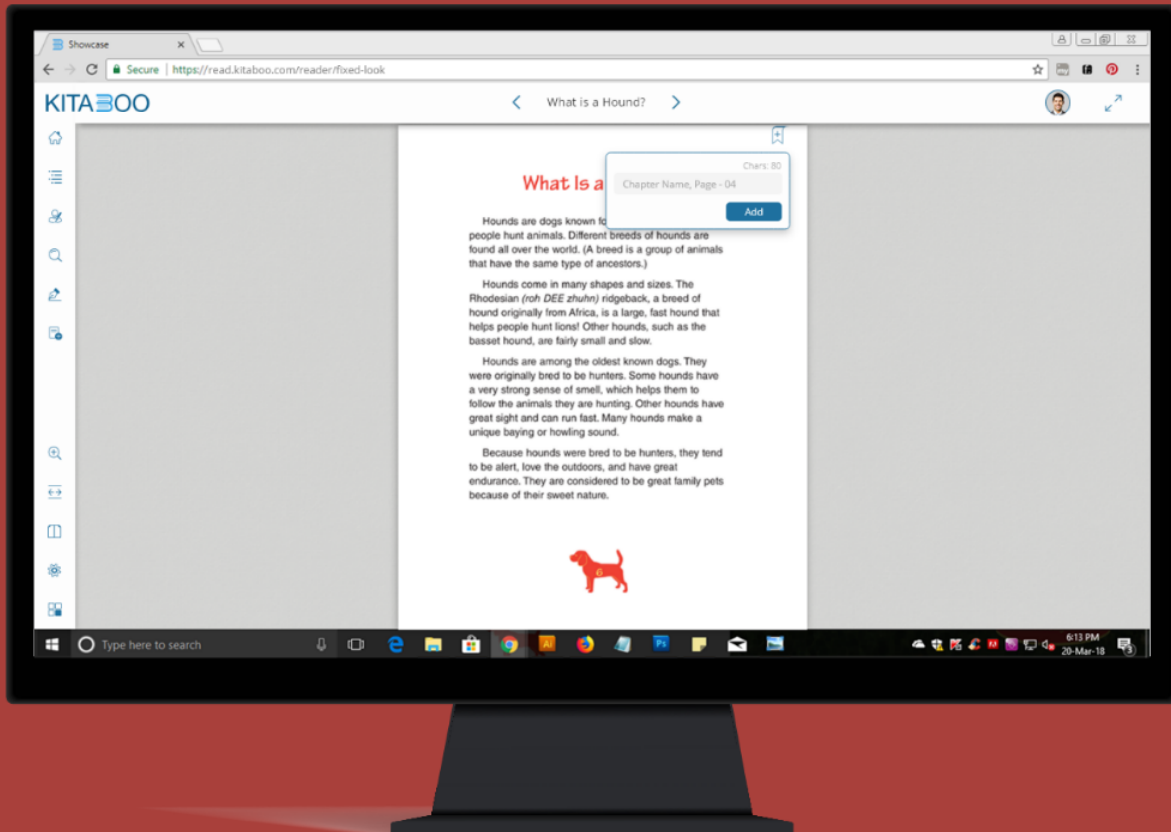 Showcase
Secure | https://read.kitaboo.com/reader/fixed-look
KITABOO
What is a Hound?
Chars: 80
Chapter Name, Page - 04
Add
What Is a
Hounds are dogs known
people hunt animals. Different breeds of hounds are
found all over the world. (A breed is a group of animals
that have the same type of ancestors.)
Hounds come in many shapes and sizes. The
Rhodesian (roh DEE zhuhn) ridgeback, a breed of
hound originally from Africa, is a large, fast hound that
helps people hunt lions! Other hounds, such as the
basset hound, are fairly small and slow.
Hounds are among the oldest known dogs. They
were originally bred to be hunters. Some hounds have
a very strong sense of smell, which helps them to
follow the animals they are hunting. Other hounds have
great sight and can run fast. Many hounds make a
unique baying or howling sound.
Because hounds were bred to be hunters, they tend
to be alert, love the outdoors, and have great
endurance. They are considered to be great family pets
because of their sweet nature.
6
Type here to search
Ai
Ps
6:13 PM
20-Mar-18
3